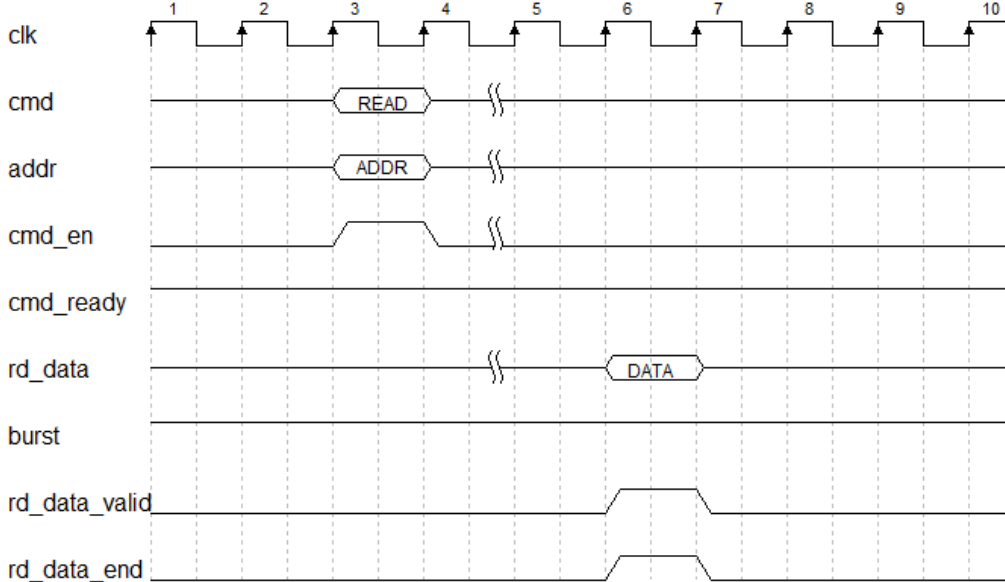 1 2 3 4 5 6 7 8 9 10
clk
cmd READ
addr ADDR
cmd_en
cmd_ready
rd_data DATA
burst
rd_data_valid
rd_data_end